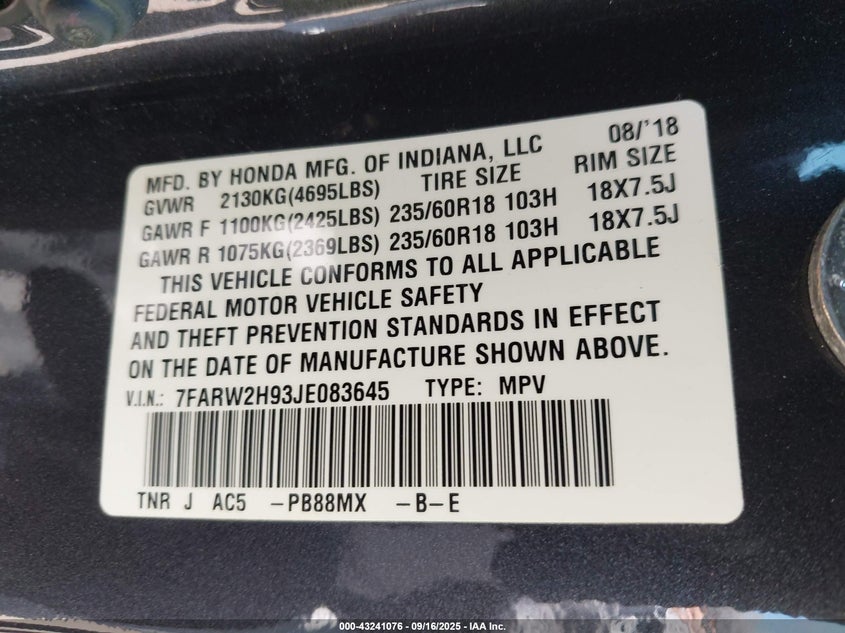 MFD. BY HONDA MFG. OF INDIANA, LLC 08/'18
GVWR 2130KG(4695LBS) TIRE SIZE RIM SIZE
GAWR F 1100KG(2425LBS) 235/60R18 103H 18X7.5J
GAWR R 1075KG(2369LBS) 235/60R18 103H 18X7.5J
THIS VEHICLE CONFORMS TO ALL APPLICABLE
FEDERAL MOTOR VEHICLE SAFETY
AND THEFT PREVENTION STANDARDS IN EFFECT
ON THE DATE OF MANUFACTURE SHOWN ABOVE.
V.I.N.: 7FARW2H93JE083645 TYPE: MPV
TNR J AC5 -PB88MX -B-E
000-43241076 - 09/16/2025 - IAA Inc.